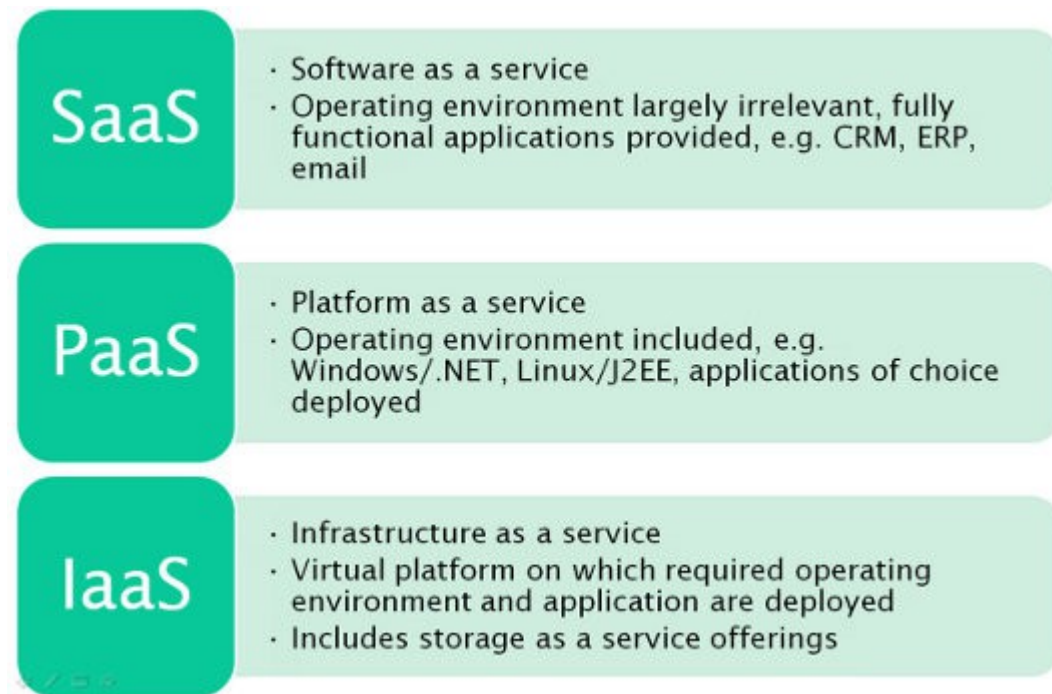 SaaS
· Software as a service
· Operating environment largely irrelevant, fully
functional applications provided, e.g. CRM, ERP,
email
PaaS
· Platform as a service
· Operating environment included, e.g.
Windows/.NET, Linux/J2EE, applications of choice
deployed
IaaS
· Infrastructure as a service
· Virtual platform on which required operating
environment and application are deployed
· Includes storage as a service offerings